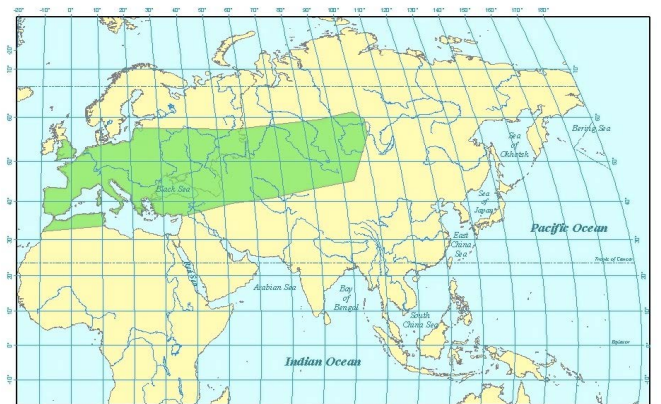 -20°
-10°
0°
10°
20°
30°
40°
50°
60°
70°
80°
90°
100°
110°
120°
130°
140°
150°
160°
170°
180°
Bering Sea
Sea
of
Okhotsk
Black Sea
Sea
of
Japan
Pacific Ocean
East
China
Sea
Tropic of Cancer
Red Sea
Arabian Sea
Bay
of
Bengal
South
China Sea
Equator
Indian Ocean